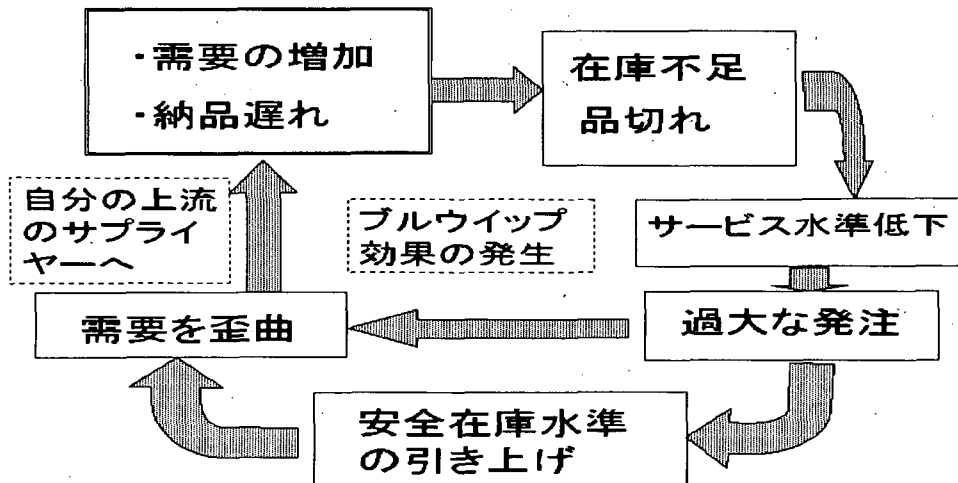 ・需要の増加
・納品遅れ
在庫不足
品切れ
自分の上流
のサプライ
ヤーへ
ブルウイップ
効果の発生
サービス水準低下
需要を歪曲
過大な発注
安全在庫水準
の引き上げ